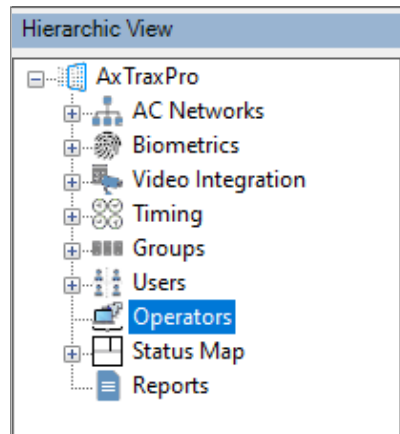 Hierarchic View
AxTraxPro
AC Networks
Biometrics
Video Integration
Timing
Groups
Users
Operators
Status Map
Reports